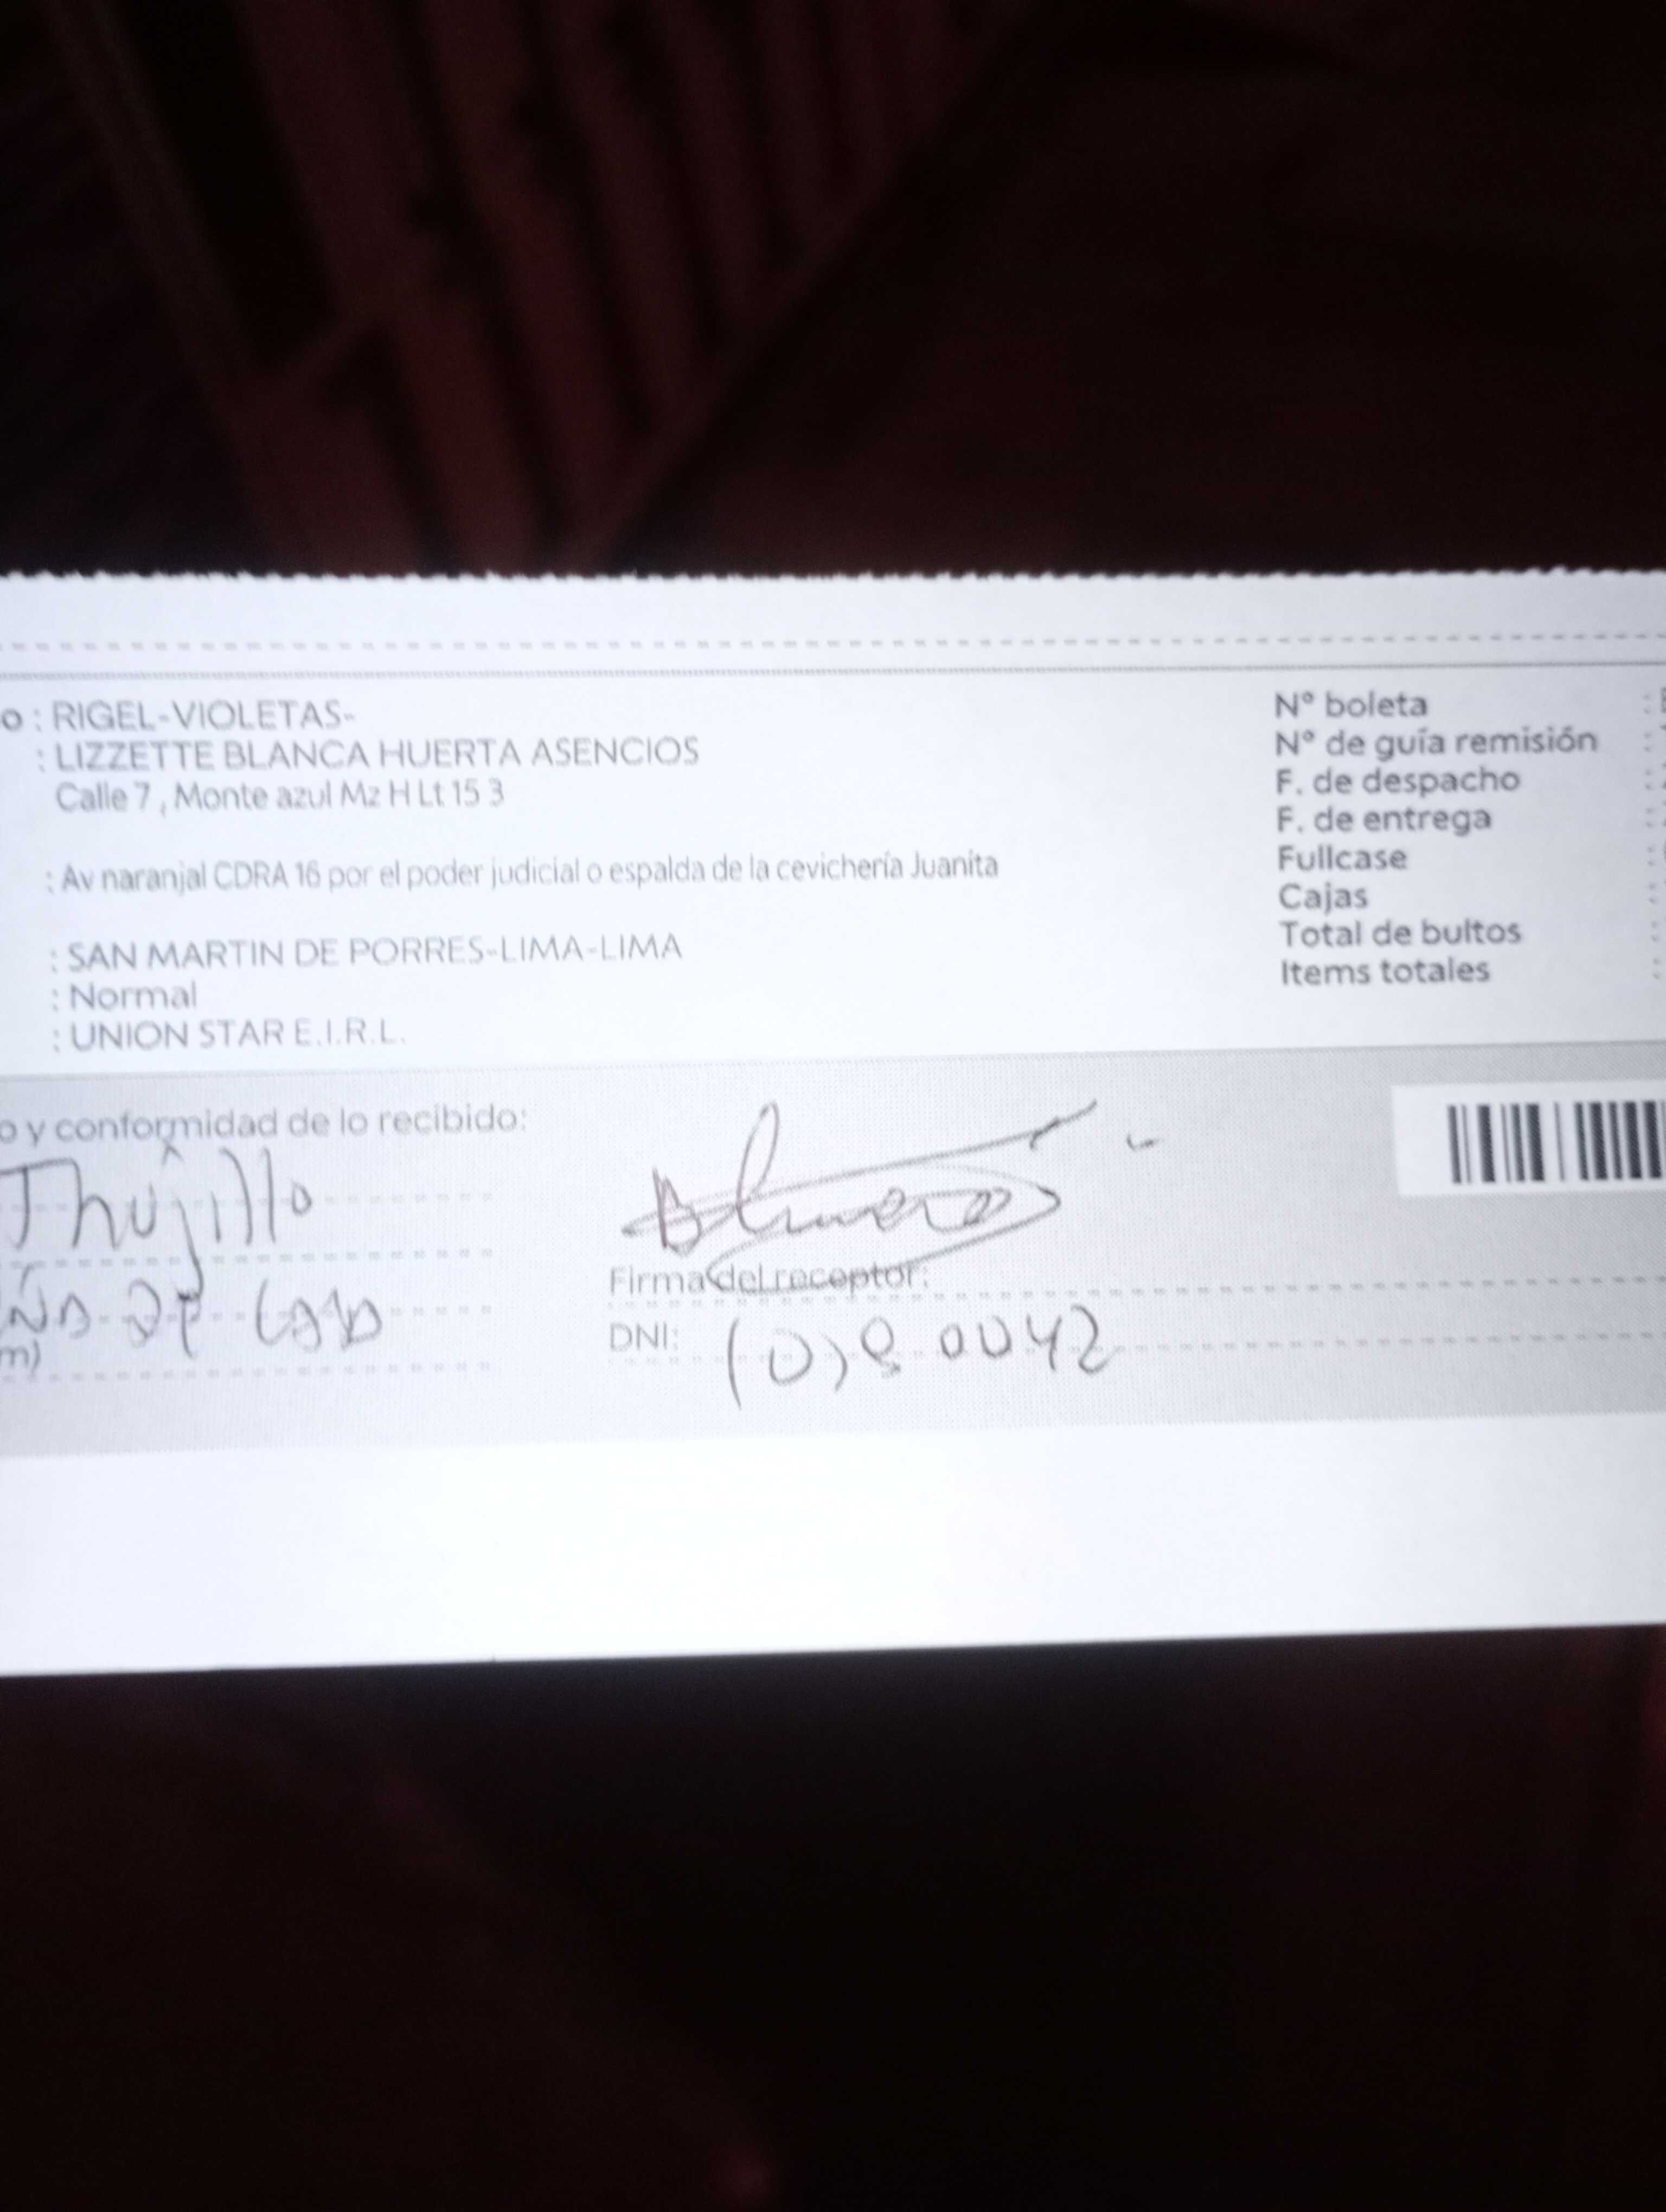 o : RIGEL-VIOLETAS-
: LIZZETTE BLANCA HUERTA ASENCIOS
Calle 7 , Monte azul Mz H Lt 15 3
: Av naranjal CDRA 16 por el poder judicial o espalda de la cevichería Juanita
: SAN MARTIN DE PORRES-LIMA-LIMA
: Normal
: UNION STAR E.I.R.L.
Nº boleta :
Nº de guía remisión :
F. de despacho :
F. de entrega :
Fullcase :
Cajas :
Total de bultos :
Items totales :
o y conformidad de lo recibido:
Thujillo
m)
Firma del receptor:
DNI: